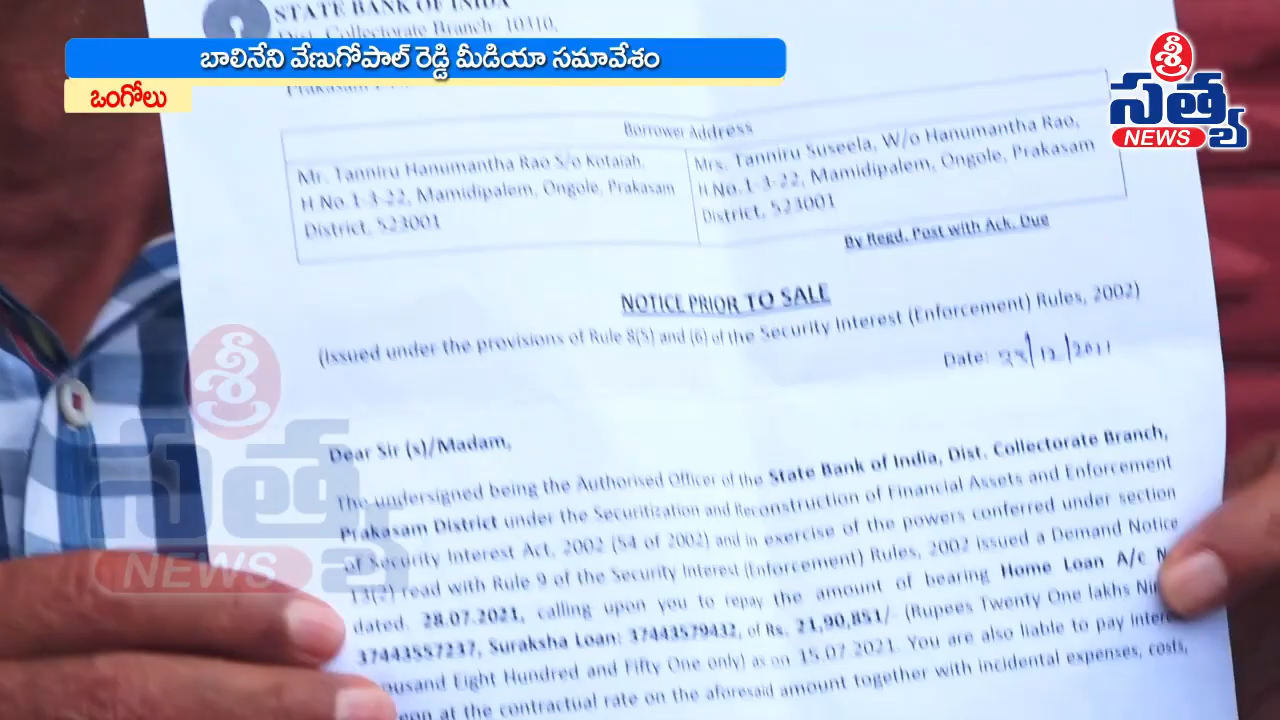 STATE BANK OF INIDA
Dist. Collectorate Branch 10310,
బాలినేని వేణుగోపాల్ రెడ్డి మీడియా సమావేశం
ఒంగోలు
శ్రీ
సత్య
NEWS
Borrower Address
Mr. Tanniru Hanumantha Rao S/o Kotaiah,
H No.1-3-22, Mamidipalem, Ongole, Prakasam
District, 523001
Mrs. Tanniru Suseela, W/o Hanumantha Rao,
H No.1-3-22, Mamidipalem, Ongole, Prakasam
District, 523001
By Regd. Post with Ack. Due
NOTICE PRIOR TO SALE
(Issued under the provisions of Rule 8(5) and (6) of the Security Interest (Enforcement) Rules, 2002)
Date:
Dear Sir (s)/Madam,
The undersigned being the Authorised Officer of the State Bank of India, Dist. Collectorate Branch,
Prakasam District under the Securitization and Reconstruction of Financial Assets and Enforcement
of Security Interest Act, 2002 (54 of 2002) and in exercise of the powers conferred under section
13(2) read with Rule 9 of the Security Interest (Enforcement) Rules, 2002 issued a Demand Notice
dated. 28.07.2021, calling upon you to repay the amount of bearing Home Loan A/c
37443557237, Suraksha Loan: 37443579432, of Rs. 21,90,851/- (Rupees Twenty One lakhs
Eight Hundred and Fifty One only) as on 15.07.2021. You are also liable to pay
at the contractual rate on the aforesaid amount together with incidental expenses, costs,
శ్రీ
సత్య
NEWS